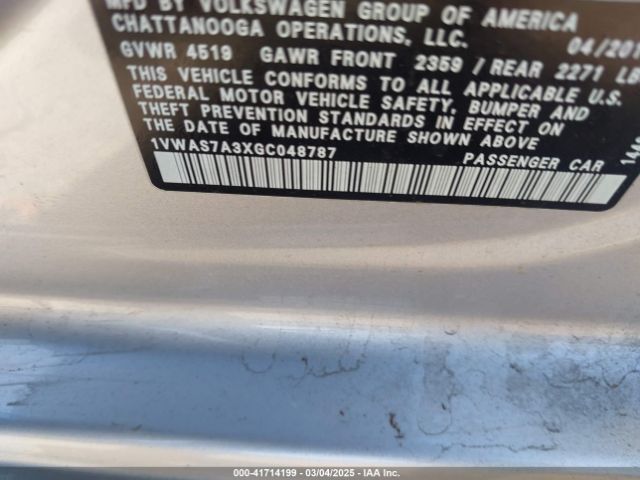 MFD BY VOLKSWAGEN GROUP OF AMERICA
CHATTANOOGA OPERATIONS, LLC.
GVWR 4519 GAWR FRONT 2359 / REAR 2271
THIS VEHICLE CONFORMS TO ALL APPLICABLE U.S.
FEDERAL MOTOR VEHICLE SAFETY, BUMPER AND
THEFT PREVENTION STANDARDS IN EFFECT ON
THE DATE OF MANUFACTURE SHOWN ABOVE
1VWAS7A3XGC048787 PASSENGER CAR
000-41714199 — 03/04/2025 — IAA Inc.